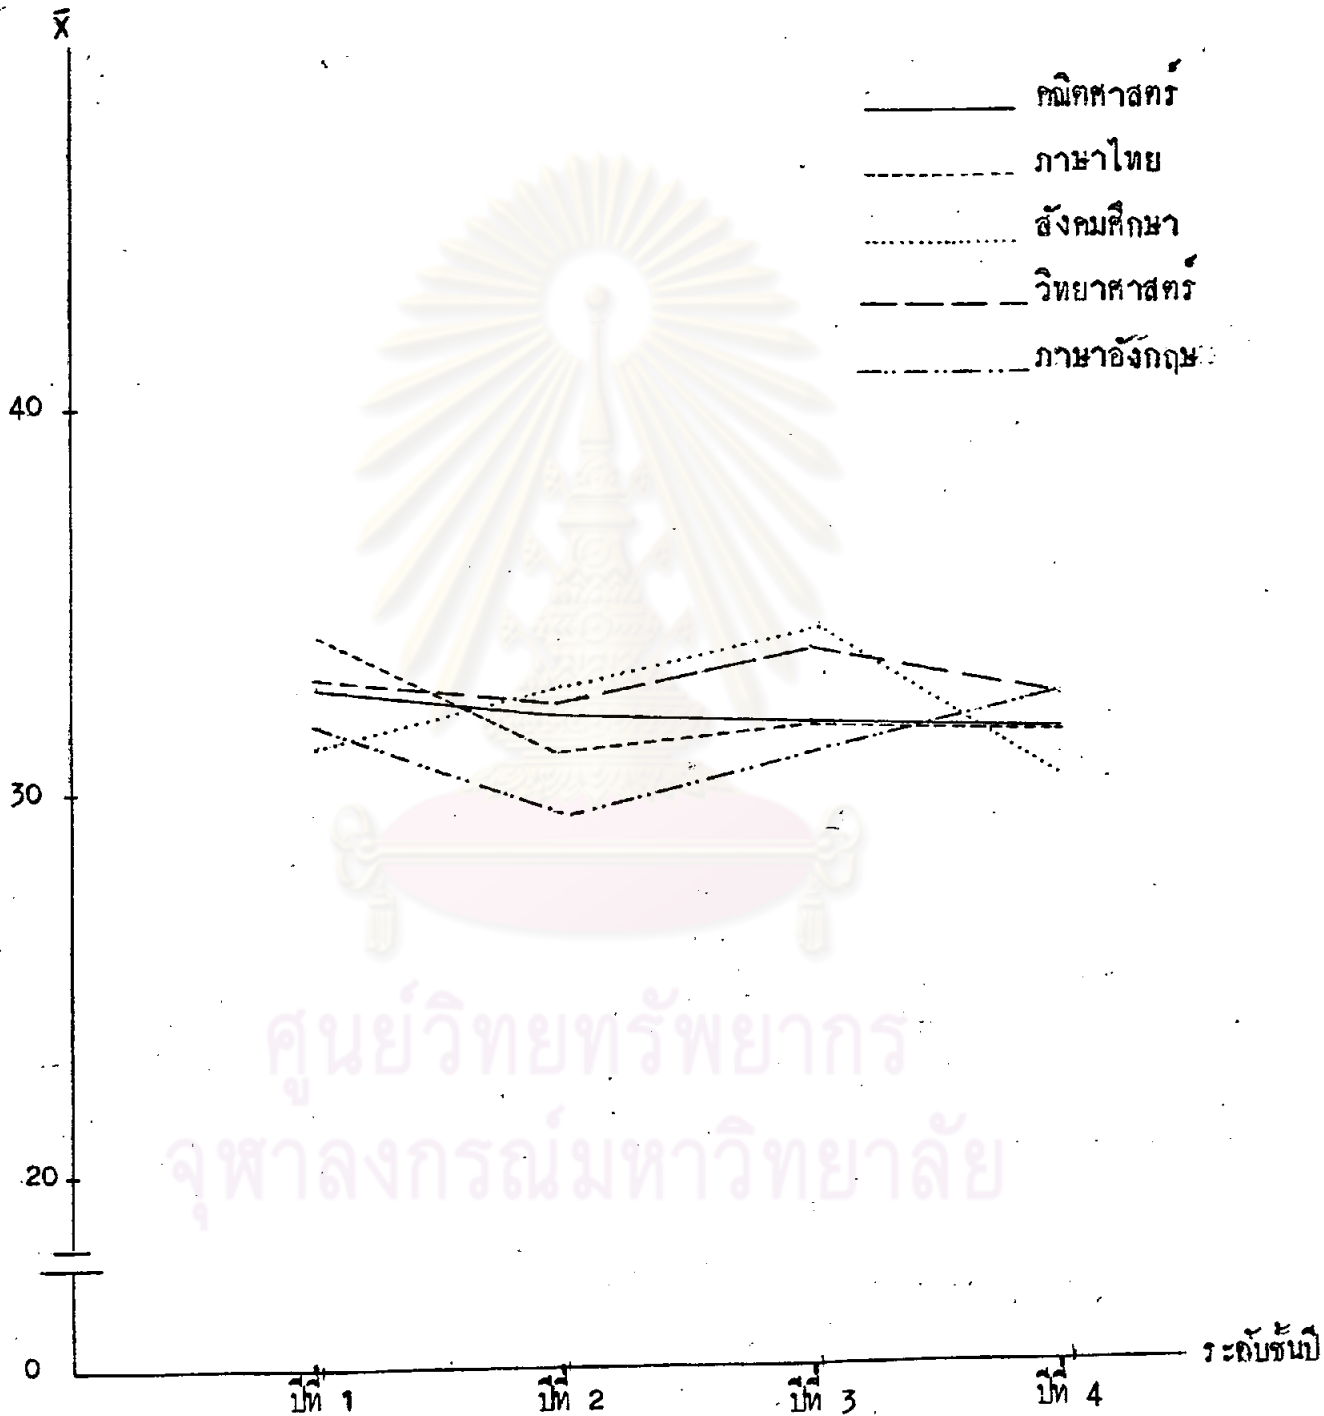 X̄
คณิตศาสตร์
ภาษาไทย
สังคมศึกษา
วิทยาศาสตร์
ภาษาอังกฤษ
40
30
20
0
ศูนย์วิทยทรัพยากร
จุฬาลงกรณ์มหาวิทยาลัย
ปีที่ 1
ปีที่ 2
ปีที่ 3
ปีที่ 4
ระดับชั้นปี